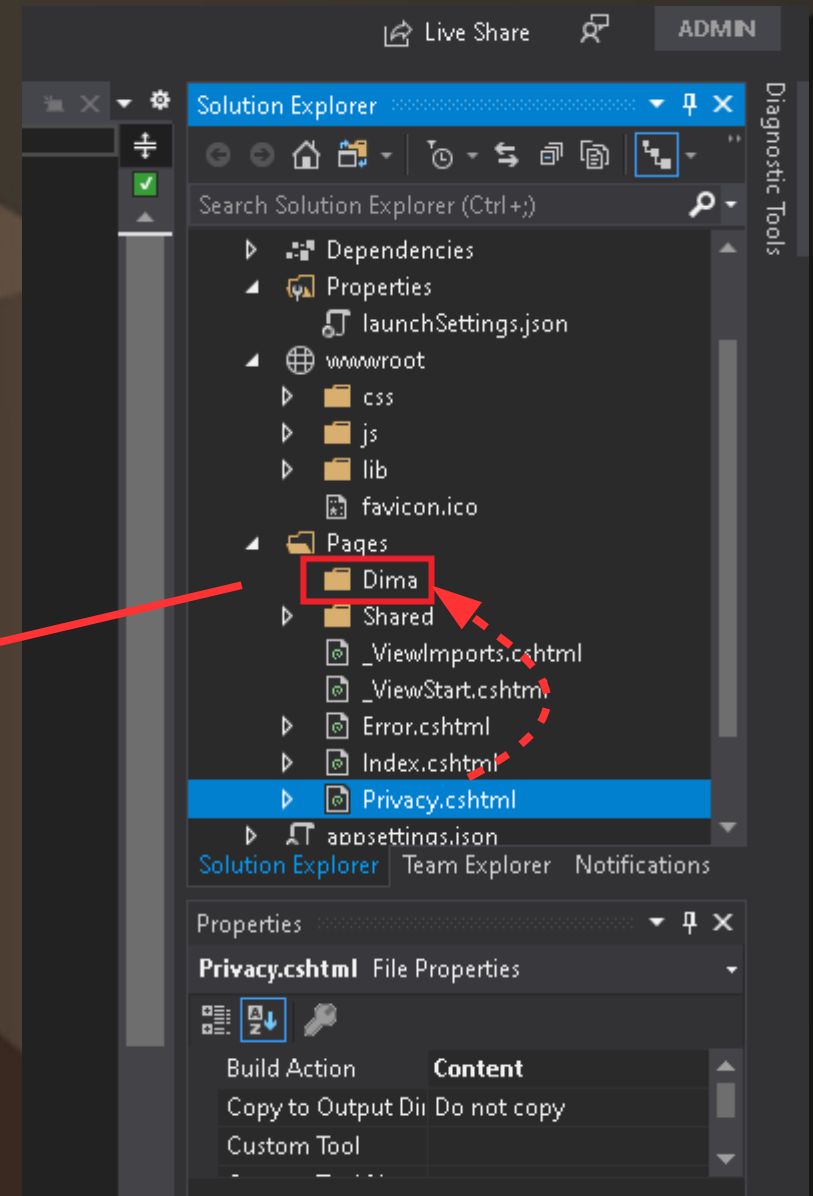 Live Share
ADMIN
Diagnostic Tools
Solution Explorer
Search Solution Explorer (Ctrl+;)
Dependencies
Properties
launchSettings.json
wwwroot
css
js
lib
favicon.ico
Pages
Dima
Shared
_ViewImports.cshtml
_ViewStart.cshtml
Error.cshtml
Index.cshtml
Privacy.cshtml
appsettings.json
Solution Explorer Team Explorer Notifications
Properties
Privacy.cshtml File Properties
Build Action Content
Copy to Output Dir Do not copy
Custom Tool